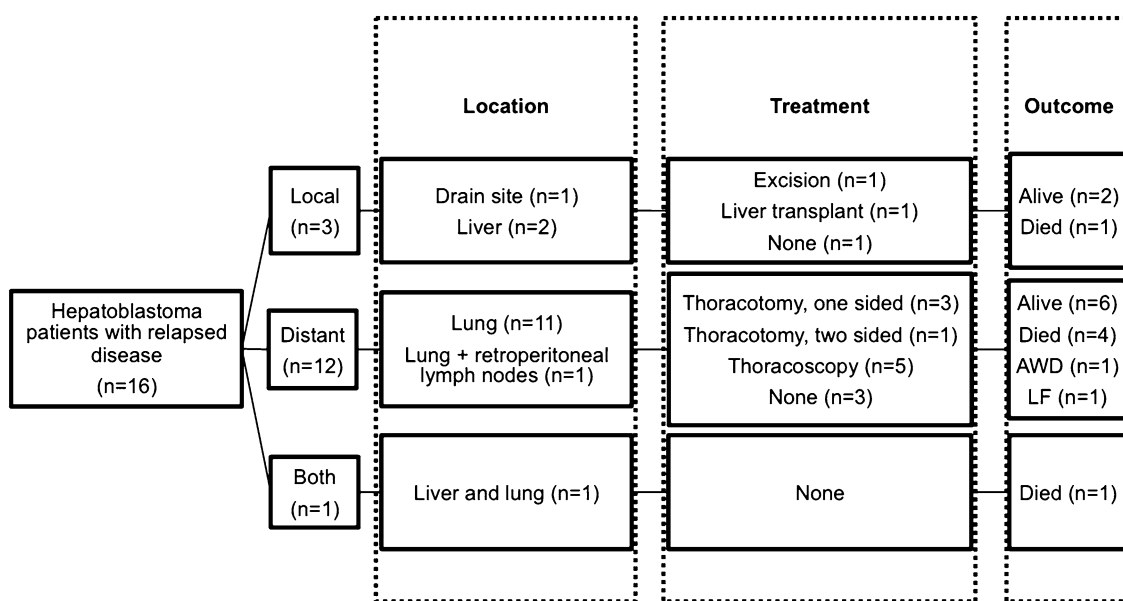 Location
Treatment
Outcome
Local
(n=3)
Drain site (n=1)
Liver (n=2)
Excision (n=1)
Liver transplant (n=1)
None (n=1)
Alive (n=2)
Died (n=1)
Hepatoblastoma
patients with relapsed
disease
(n=16)
Distant
(n=12)
Lung (n=11)
Lung + retroperitoneal
lymph nodes (n=1)
Thoracotomy, one sided (n=3)
Thoracotomy, two sided (n=1)
Thoracoscopy (n=5)
None (n=3)
Alive (n=6)
Died (n=4)
AWD (n=1)
LF (n=1)
Both
(n=1)
Liver and lung (n=1)
None
Died (n=1)